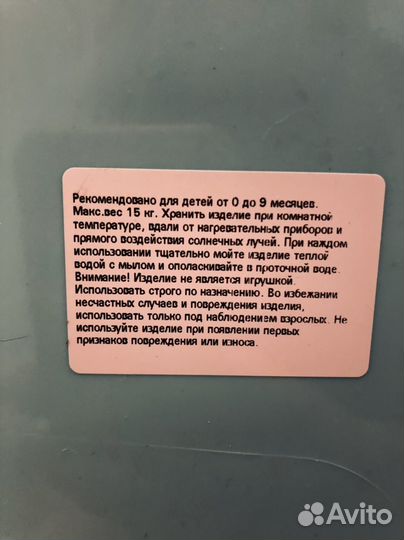 Рекомендовано для детей от 0 до 9 месяцев.
Макс.вес 15 кг. Хранить изделие при комнатной
температуре, вдали от нагревательных приборов и
прямого воздействия солнечных лучей. При каждом
использовании тщательно мойте изделие теплой
водой с мылом и ополаскивайте в проточной воде.
Внимание! Изделие не является игрушкой.
Использовать строго по назначению. Во избежании
несчастных случаев и повреждения изделия,
использовать только под наблюдением взрослых. Не
используйте изделие при появлении первых
признаков повреждения или износа.
Avito